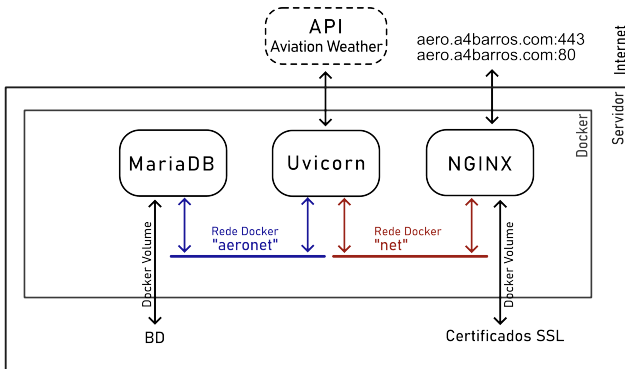 API
Aviation Weather
aero.a4barros.com:443
aero.a4barros.com:80
Internet
Servidor
Docker
MariaDB
Uvicorn
NGINX
Rede Docker
"aeronet"
Rede Docker
"net"
Docker Volume
Docker Volume
BD
Certificados SSL